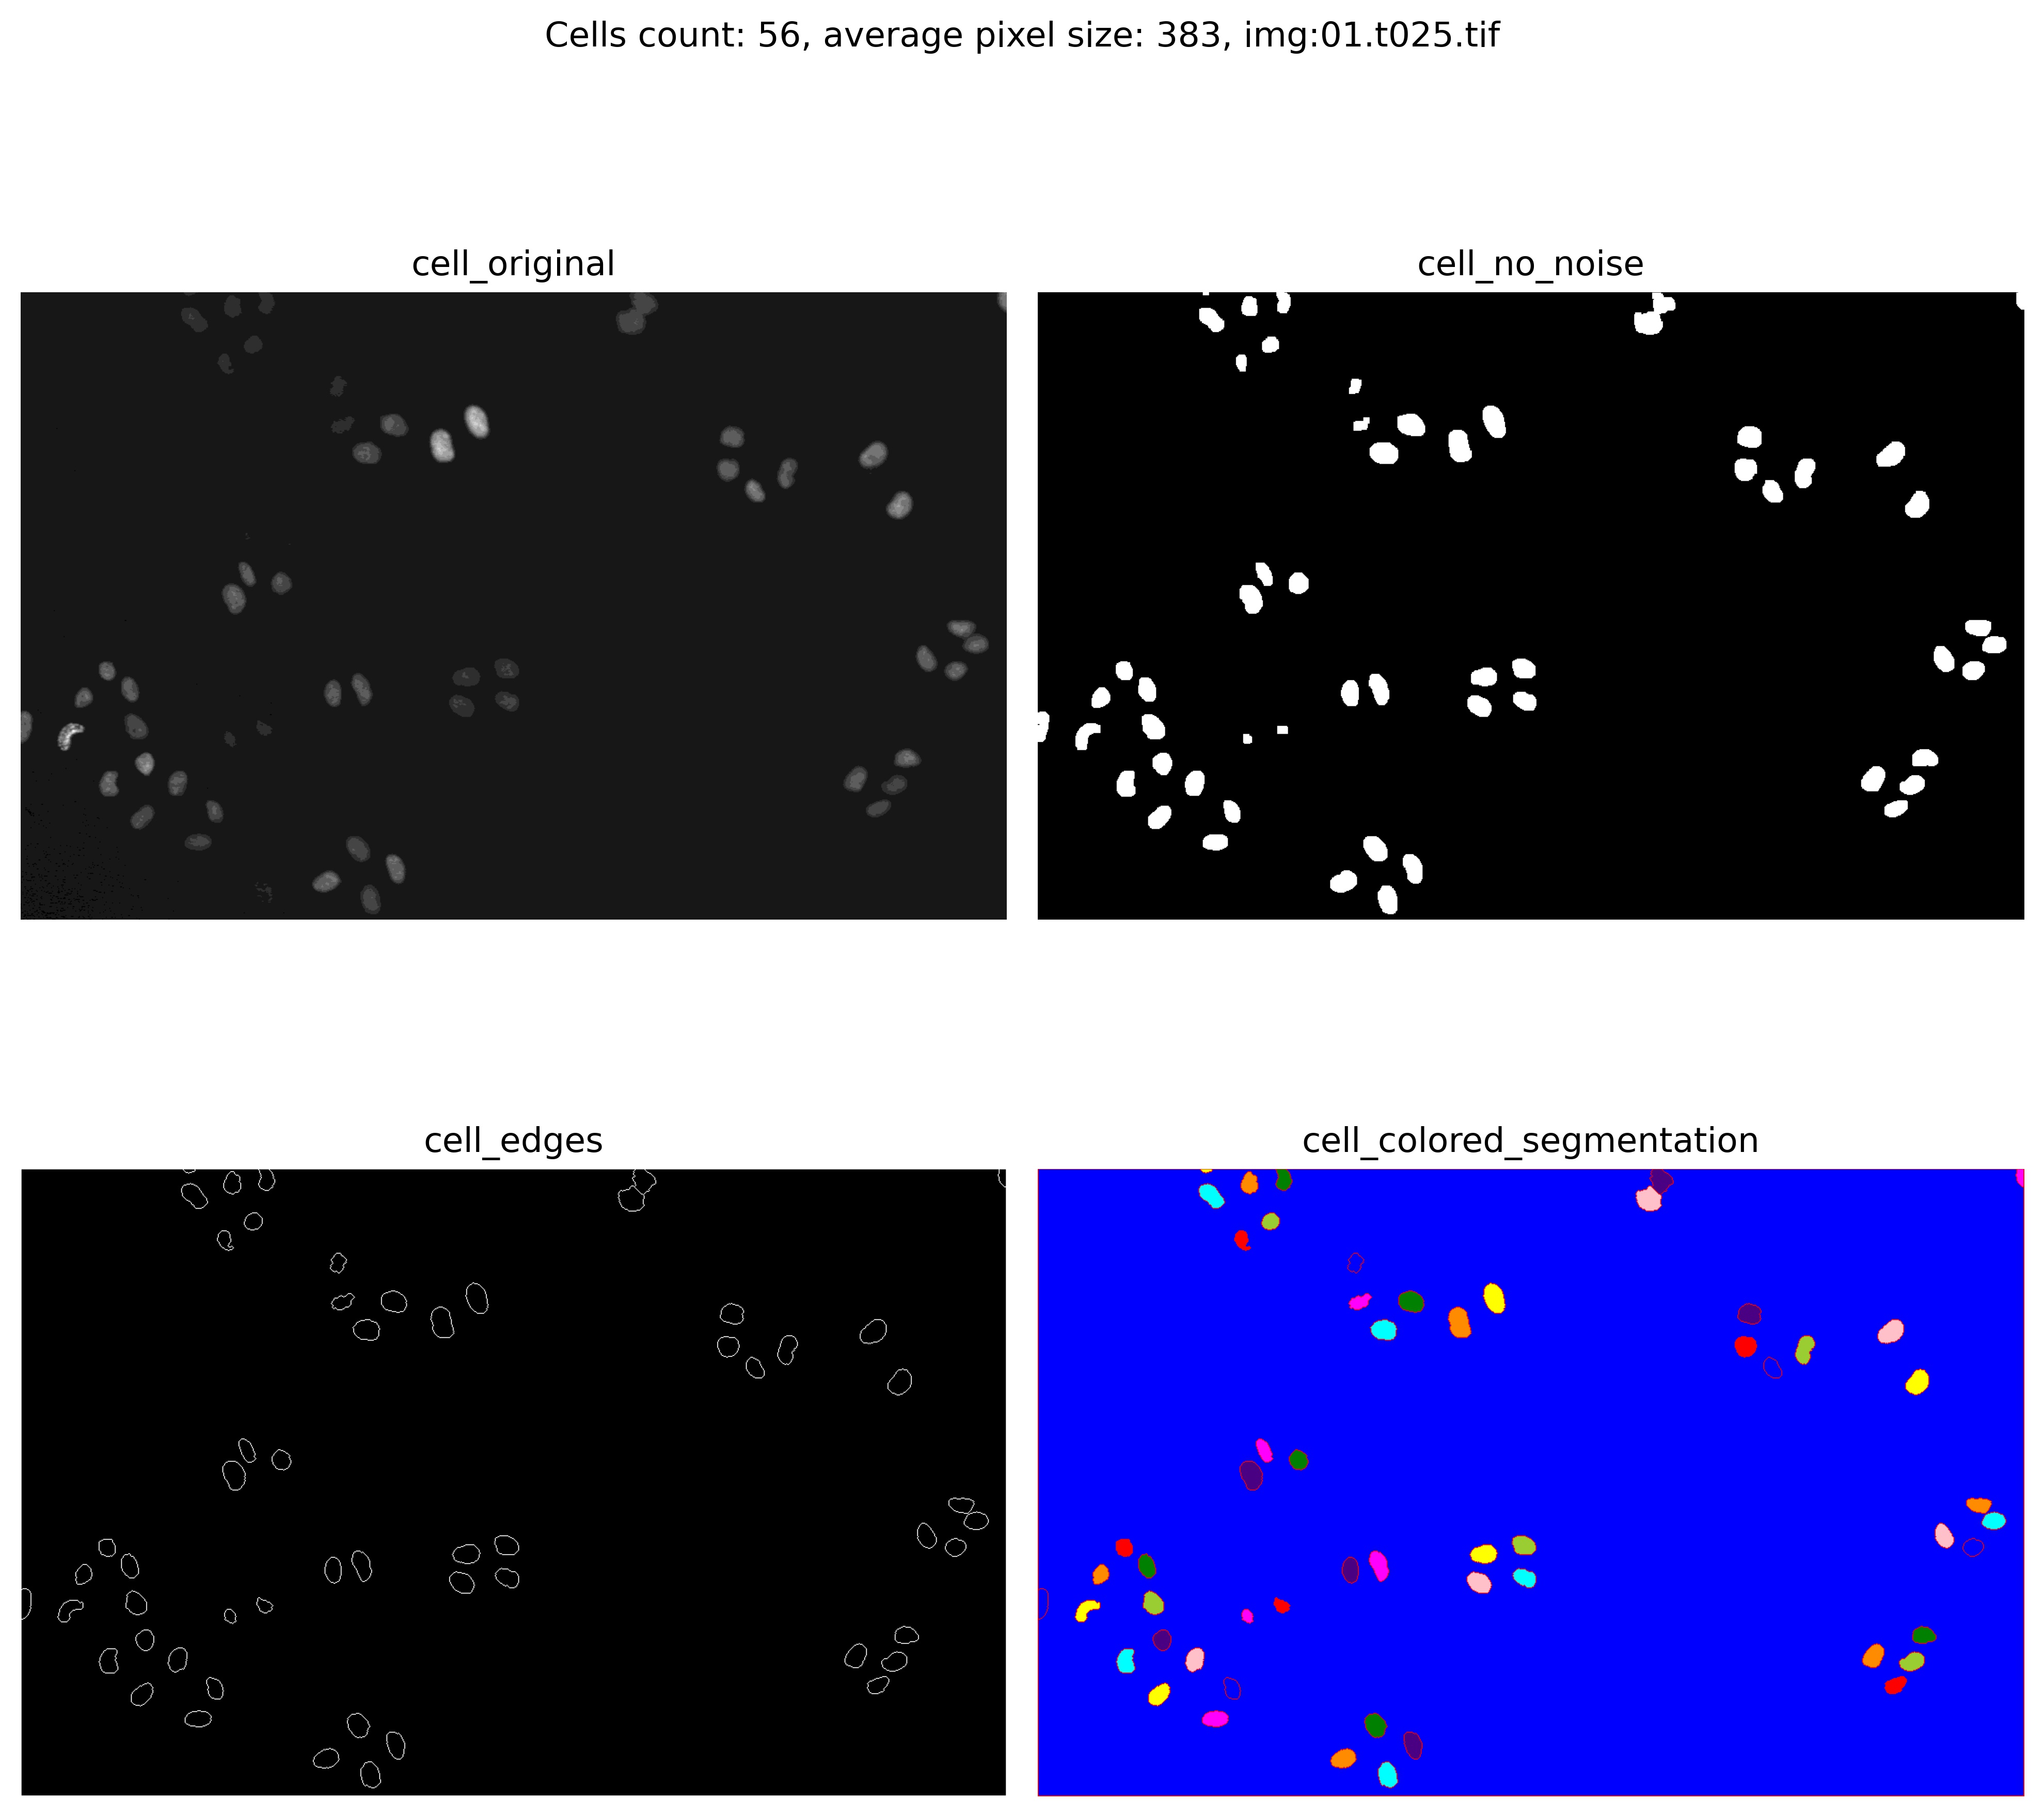 Cells count: 56, average pixel size: 383, img:01.t025.tif
cell_original
cell_no_noise
cell_edges
cell_colored_segmentation